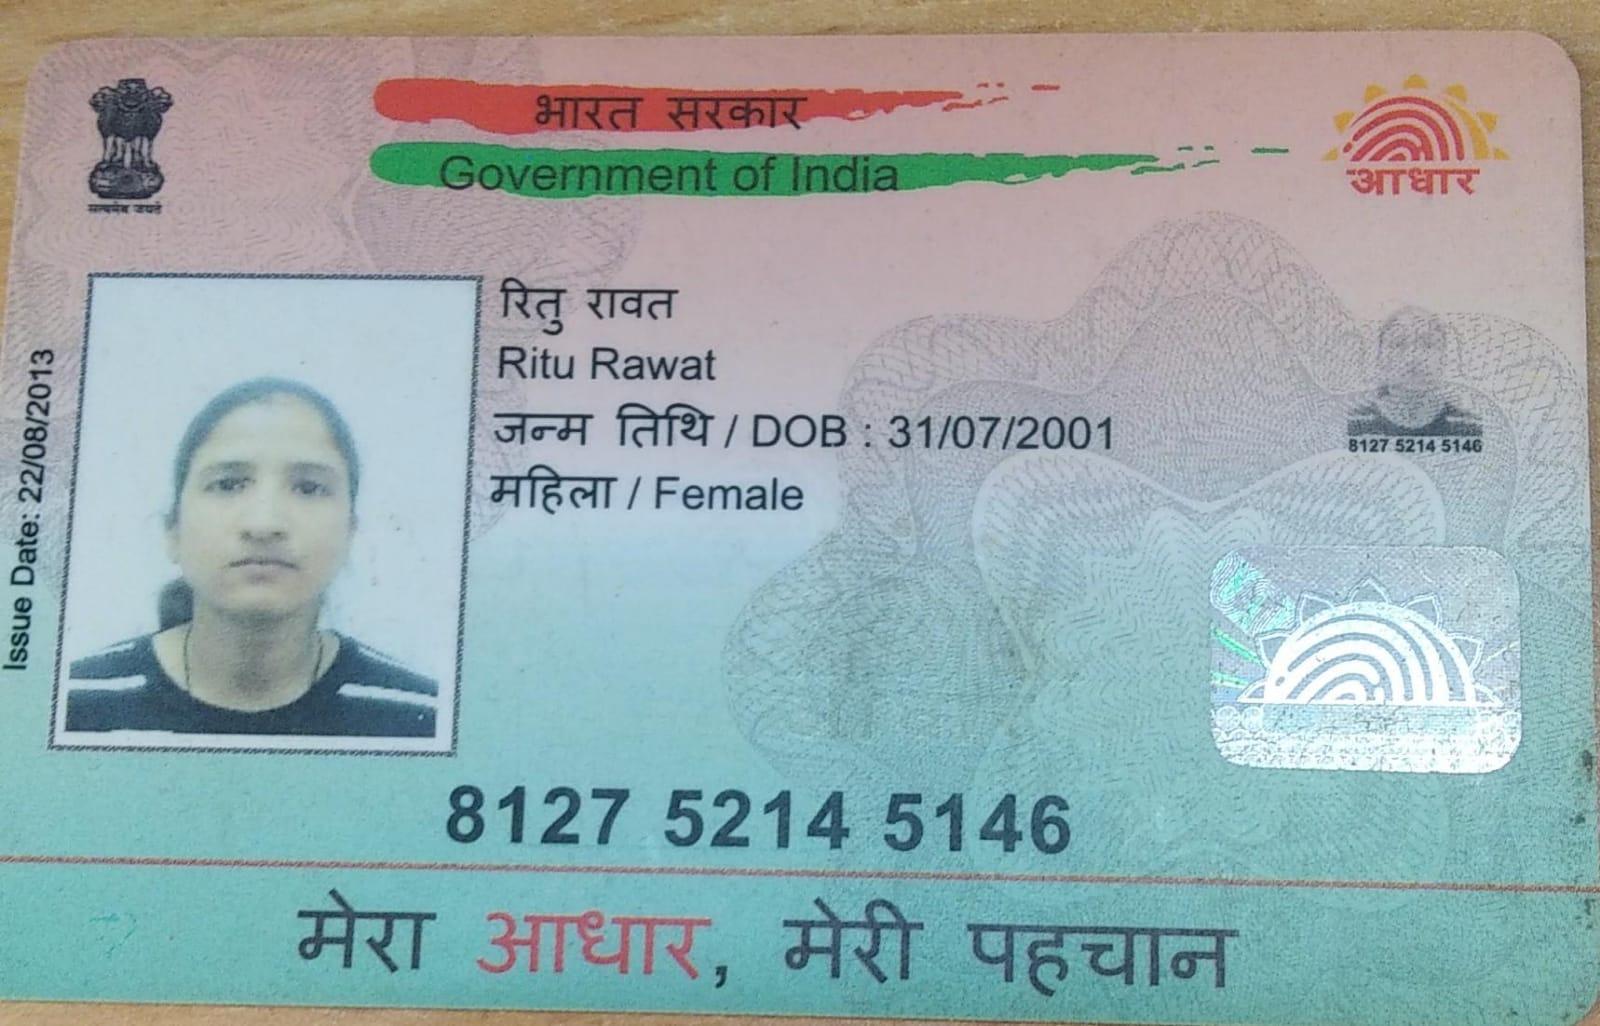 भारत सरकार
Government of India
सत्यमेव जयते
आधार
Issue Date: 22/08/2013
रितु रावत
Ritu Rawat
जन्म तिथि / DOB : 31/07/2001
महिला / Female
8127 5214 5146
8127 5214 5146
मेरा आधार, मेरी पहचान